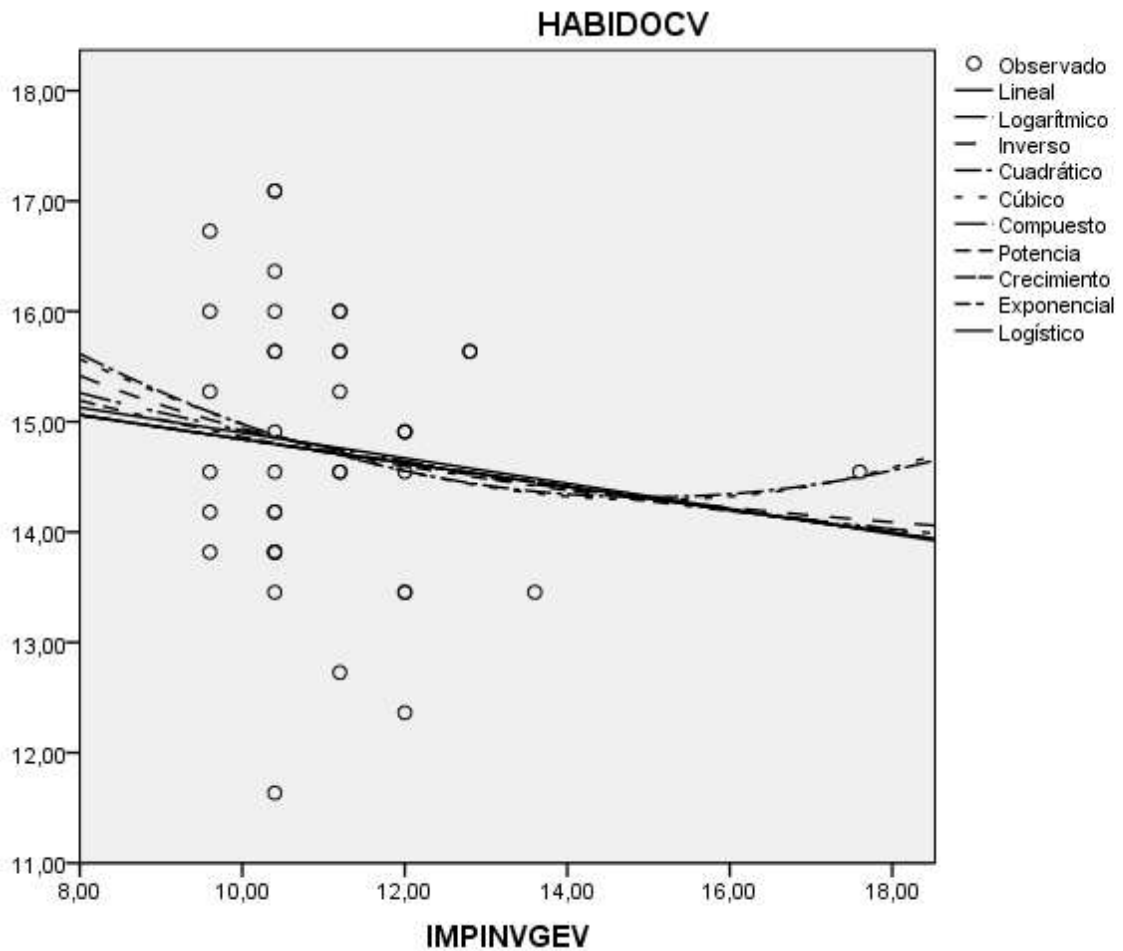 HABIDOCV
18,00
17,00
16,00
15,00
14,00
13,00
12,00
11,00
8,00 10,00 12,00 14,00 16,00 18,00
IMPINVGEV
Observado
Lineal
Logarítmico
Inverso
Cuadrático
Cúbico
Compuesto
Potencia
Crecimiento
Exponencial
Logístico